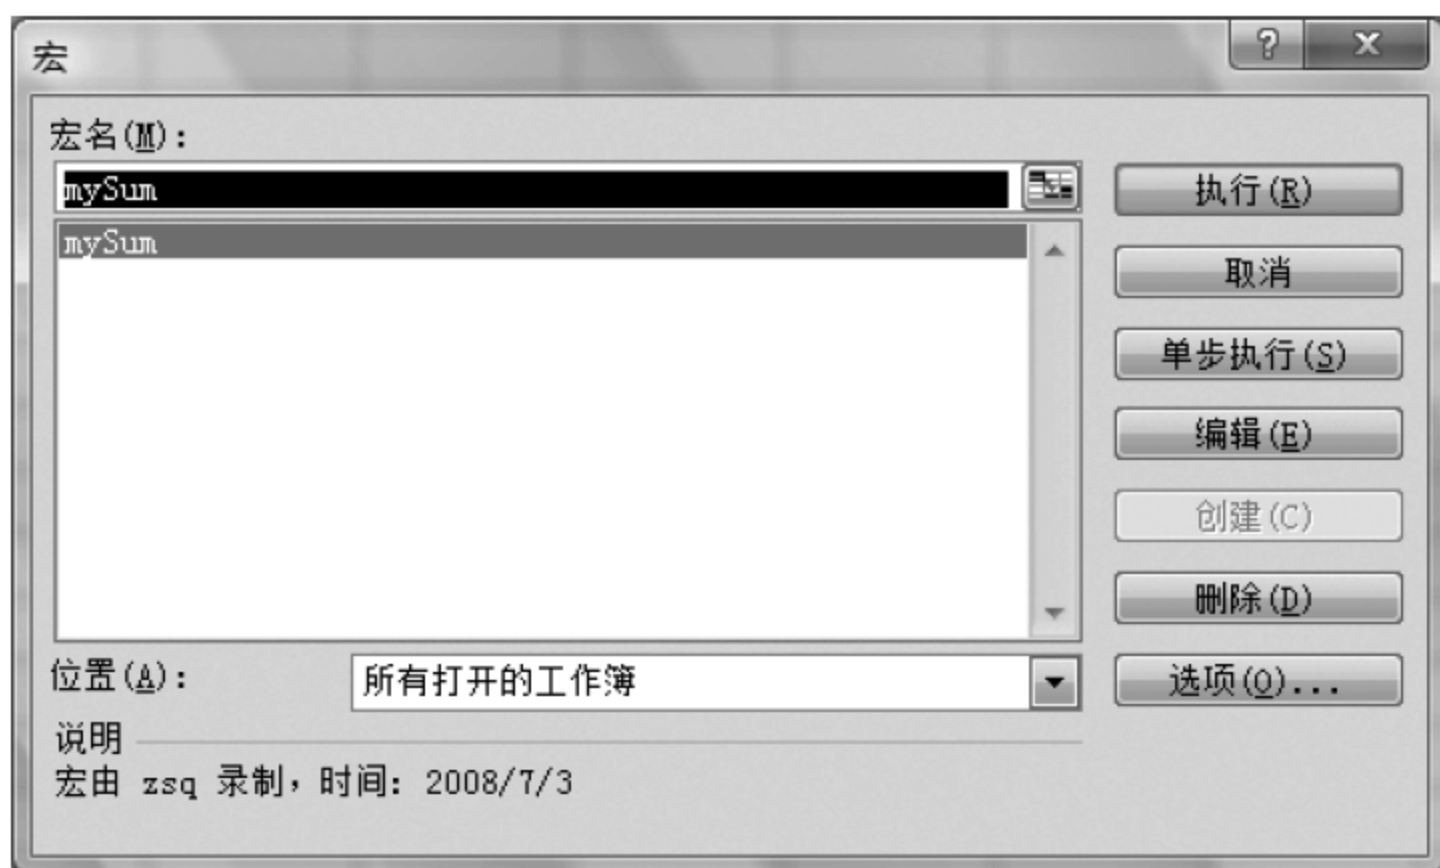 宏
宏名(M):
mySum
mySum
执行(R)
取消
单步执行(S)
编辑(E)
创建(C)
删除(D)
选项(O)...
位置(A):
所有打开的工作簿
说明
宏由 zsq 录制，时间: 2008/7/3